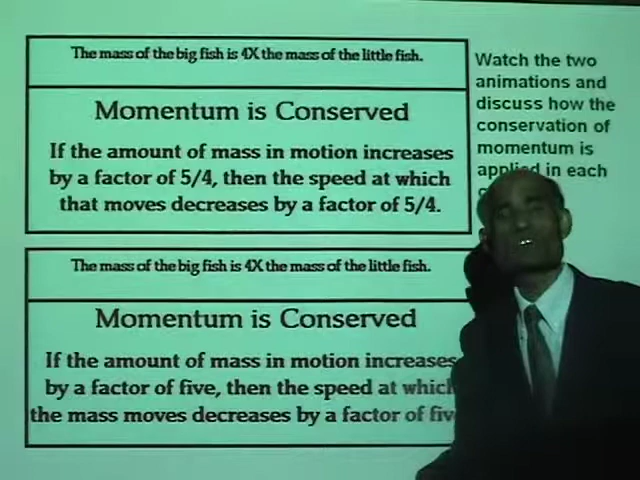 The mass of the big fish is 4X the mass of the little fish.
Momentum is Conserved
If the amount of mass in motion increases
by a factor of 5/4, then the speed at which
that moves decreases by a factor of 5/4.
Watch the two
animations and
discuss how the
conservation of
momentum is
applied in each
The mass of the big fish is 4X the mass of the little fish.
Momentum is Conserved
If the amount of mass in motion increases
by a factor of five, then the speed at which
the mass moves decreases by a factor of fiv